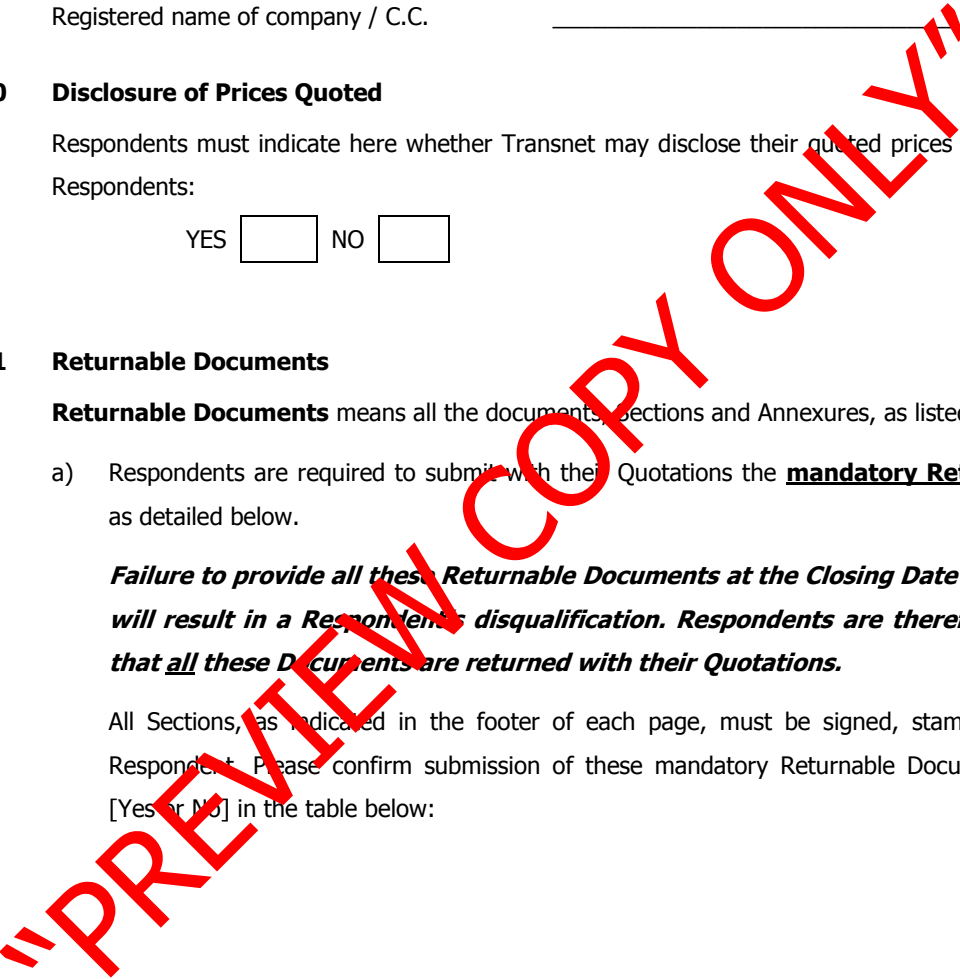 Registered name of company / C.C. ______________________________
0 Disclosure of Prices Quoted
Respondents must indicate here whether Transnet may disclose their quoted prices
Respondents:
YES NO
1 Returnable Documents
Returnable Documents means all the documents, Sections and Annexures, as listed
a) Respondents are required to submit with their Quotations the mandatory Ret
as detailed below.
Failure to provide all these Returnable Documents at the Closing Date
will result in a Respondent's disqualification. Respondents are theref
that all these Documents are returned with their Quotations.
All Sections, as indicated in the footer of each page, must be signed, stam
Respondent. Please confirm submission of these mandatory Returnable Docu
[Yes or No] in the table below:
"PREVIEW COPY ONLY"